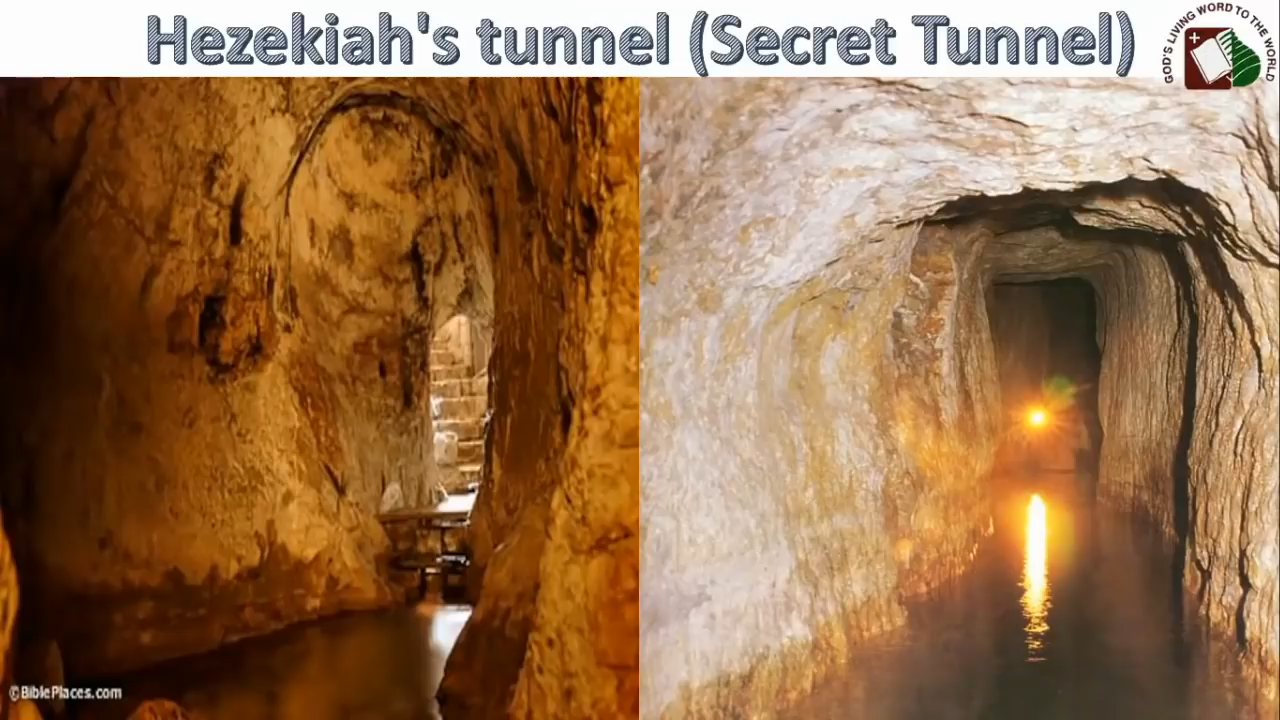 Hezekiah's tunnel (Secret Tunnel)
GOD'S LIVING WORD TO THE WORLD
©BiblePlaces.com